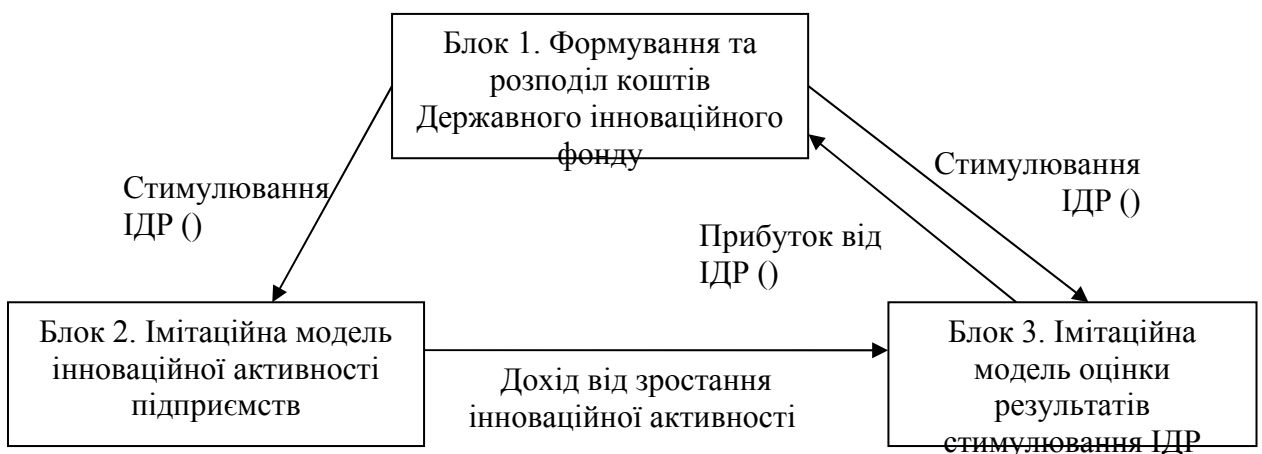 Блок 1. Формування та
розподіл коштів
Державного інноваційного
фонду
Стимулювання
ІДР ()
Стимулювання
ІДР ()
Прибуток від
ІДР ()
Блок 2. Імітаційна модель
інноваційної активності
підприємств
Дохід від зростання
інноваційної активності
Блок 3. Імітаційна
модель оцінки
результатів
стимулювання ІДР